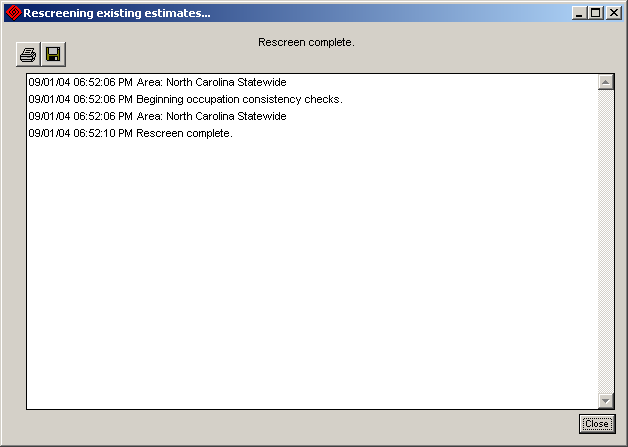 Rescreening existing estimates...
Rescreen complete.
09/01/04 06:52:06 PM Area: North Carolina Statewide
09/01/04 06:52:06 PM Beginning occupation consistency checks.
09/01/04 06:52:06 PM Area: North Carolina Statewide
09/01/04 06:52:10 PM Rescreen complete.
Close